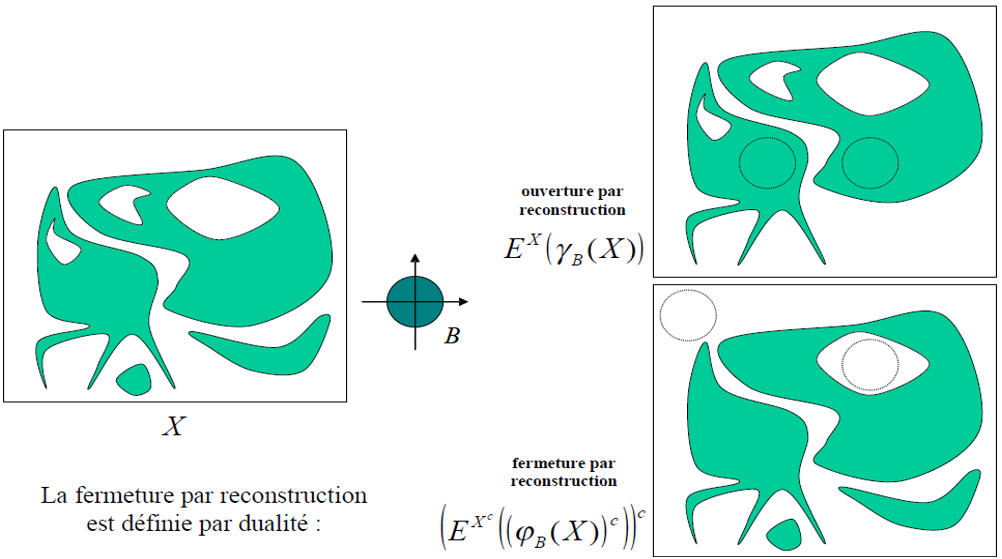 ouverture par
reconstruction
E^X(γ_B(X))
B
X
fermeture par
reconstruction
La fermeture par reconstruction
est définie par dualité :
(E^{X^c}((φ_B(X))^c))^c